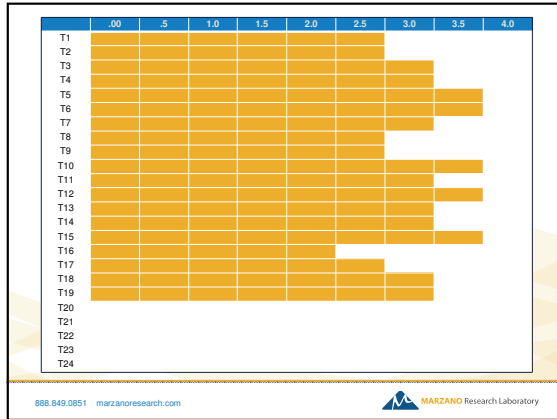 .00 .5 1.0 1.5 2.0 2.5 3.0 3.5 4.0
T1
T2
T3
T4
T5
T6
T7
T8
T9
T10
T11
T12
T13
T14
T15
T16
T17
T18
T19
T20
T21
T22
T23
T24
888.849.0851 marzanoresearch.com MARZANO Research Laboratory